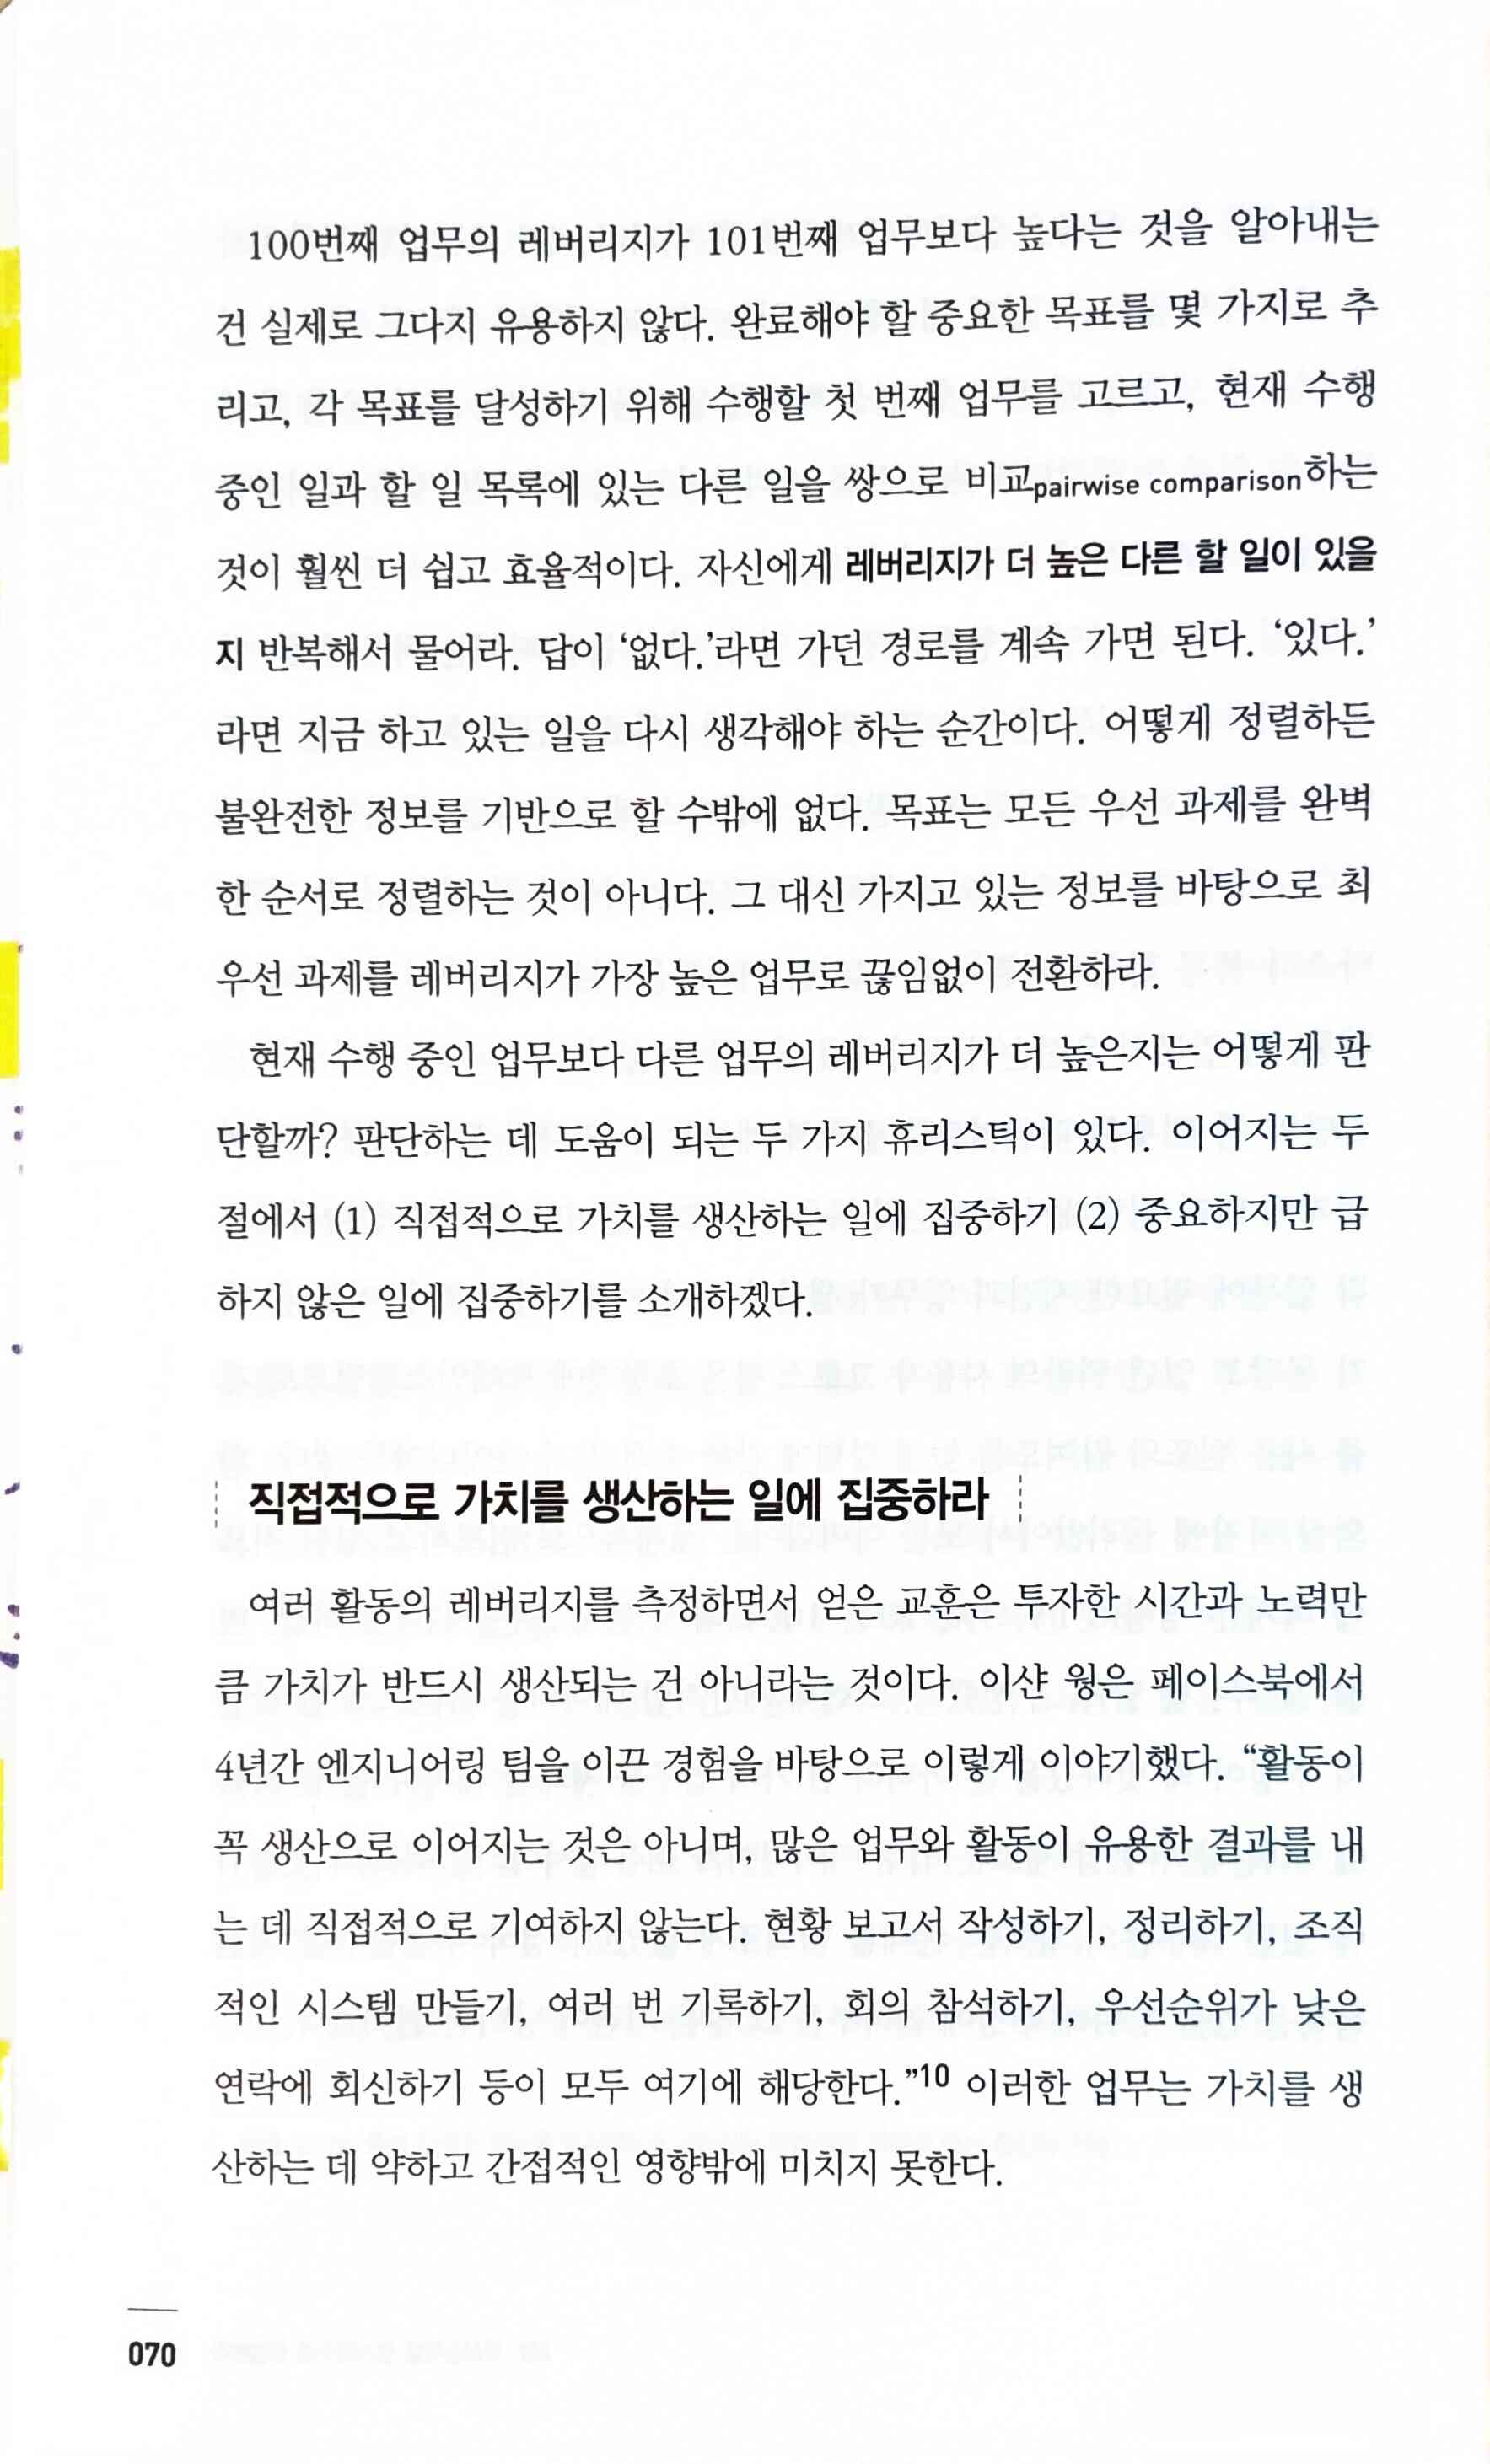 100번째 업무의 레버리지가 101번째 업무보다 높다는 것을 알아내는
건 실제로 그다지 유용하지 않다. 완료해야 할 중요한 목표를 몇 가지로 추
리고, 각 목표를 달성하기 위해 수행할 첫 번째 업무를 고르고, 현재 수행
중인 일과 할 일 목록에 있는 다른 일을 쌍으로 비교pairwise comparison하는
것이 훨씬 더 쉽고 효율적이다. 자신에게 레버리지가 더 높은 다른 할 일이 있을
지 반복해서 물어라. 답이 ‘없다.’라면 가던 경로를 계속 가면 된다. ‘있다.’
라면 지금 하고 있는 일을 다시 생각해야 하는 순간이다. 어떻게 정렬하든
불완전한 정보를 기반으로 할 수밖에 없다. 목표는 모든 우선 과제를 완벽
한 순서로 정렬하는 것이 아니다. 그 대신 가지고 있는 정보를 바탕으로 최
우선 과제를 레버리지가 가장 높은 업무로 끊임없이 전환하라.
현재 수행 중인 업무보다 다른 업무의 레버리지가 더 높은지는 어떻게 판
단할까? 판단하는 데 도움이 되는 두 가지 휴리스틱이 있다. 이어지는 두
절에서 (1) 직접적으로 가치를 생산하는 일에 집중하기 (2) 중요하지만 급
하지 않은 일에 집중하기를 소개하겠다.
직접적으로 가치를 생산하는 일에 집중하라
여러 활동의 레버리지를 측정하면서 얻은 교훈은 투자한 시간과 노력만
큼 가치가 반드시 생산되는 건 아니라는 것이다. 이샨 웡은 페이스북에서
4년간 엔지니어링 팀을 이끈 경험을 바탕으로 이렇게 이야기했다. “활동이
꼭 생산으로 이어지는 것은 아니며, 많은 업무와 활동이 유용한 결과를 내
는 데 직접적으로 기여하지 않는다. 현황 보고서 작성하기, 정리하기, 조직
적인 시스템 만들기, 여러 번 기록하기, 회의 참석하기, 우선순위가 낮은
연락에 회신하기 등이 모두 여기에 해당한다.”10 이러한 업무는 가치를 생
산하는 데 약하고 간접적인 영향밖에 미치지 못한다.
070